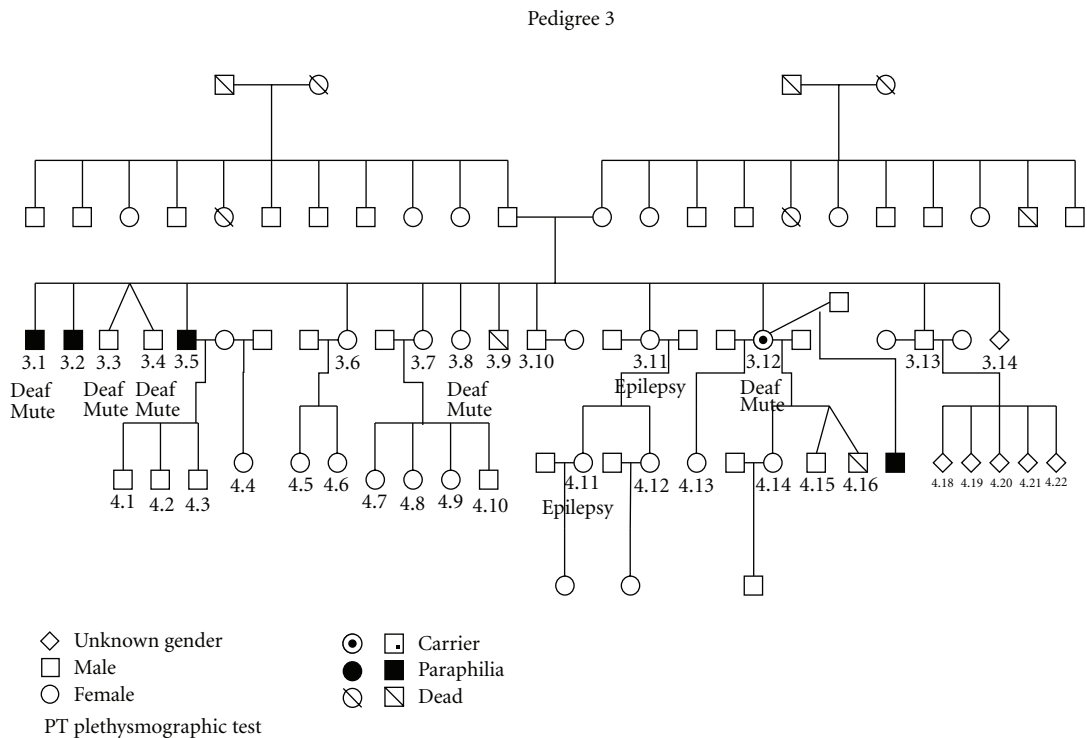 Pedigree 3
3.1 3.2 3.3 3.4 3.5 3.6 3.7 3.8 3.9 3.10 3.11 3.12 3.13 3.14
Deaf Deaf Deaf Epilepsy Deaf Deaf
Mute Mute Mute Mute Mute
4.1 4.2 4.3 4.4 4.5 4.6 4.7 4.8 4.9 4.10 4.11 4.12 4.13 4.14 4.15 4.16 4.18 4.19 4.20 4.21 4.22
Epilepsy
Unknown gender
Male
Female
PT plethysmographic test
Carrier
Paraphilia
Dead